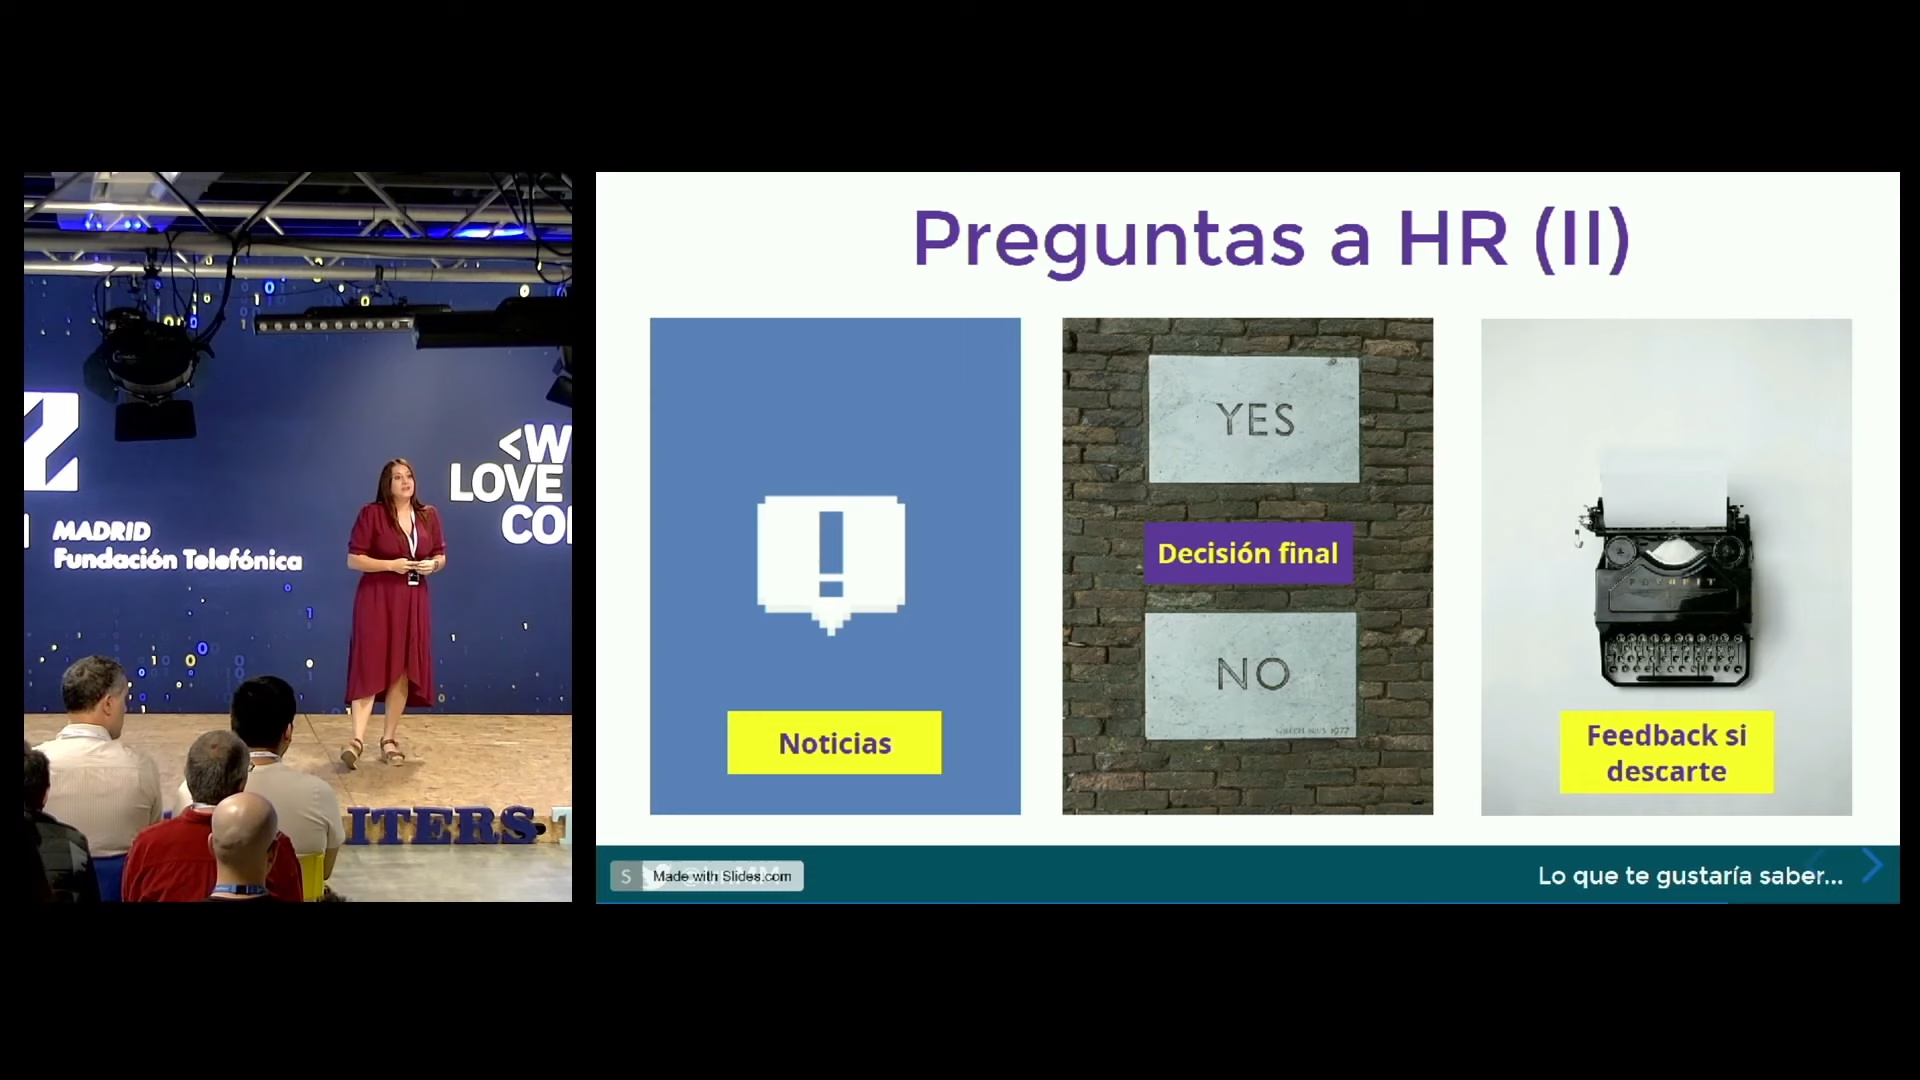 <W
LOVE
CO
MADRID
Fundación Telefónica
ITERS
Preguntas a HR (II)
Noticias
YES
Decisión final
NO
Feedback si
descarte
S Made with Slides.com
Lo que te gustaría saber...